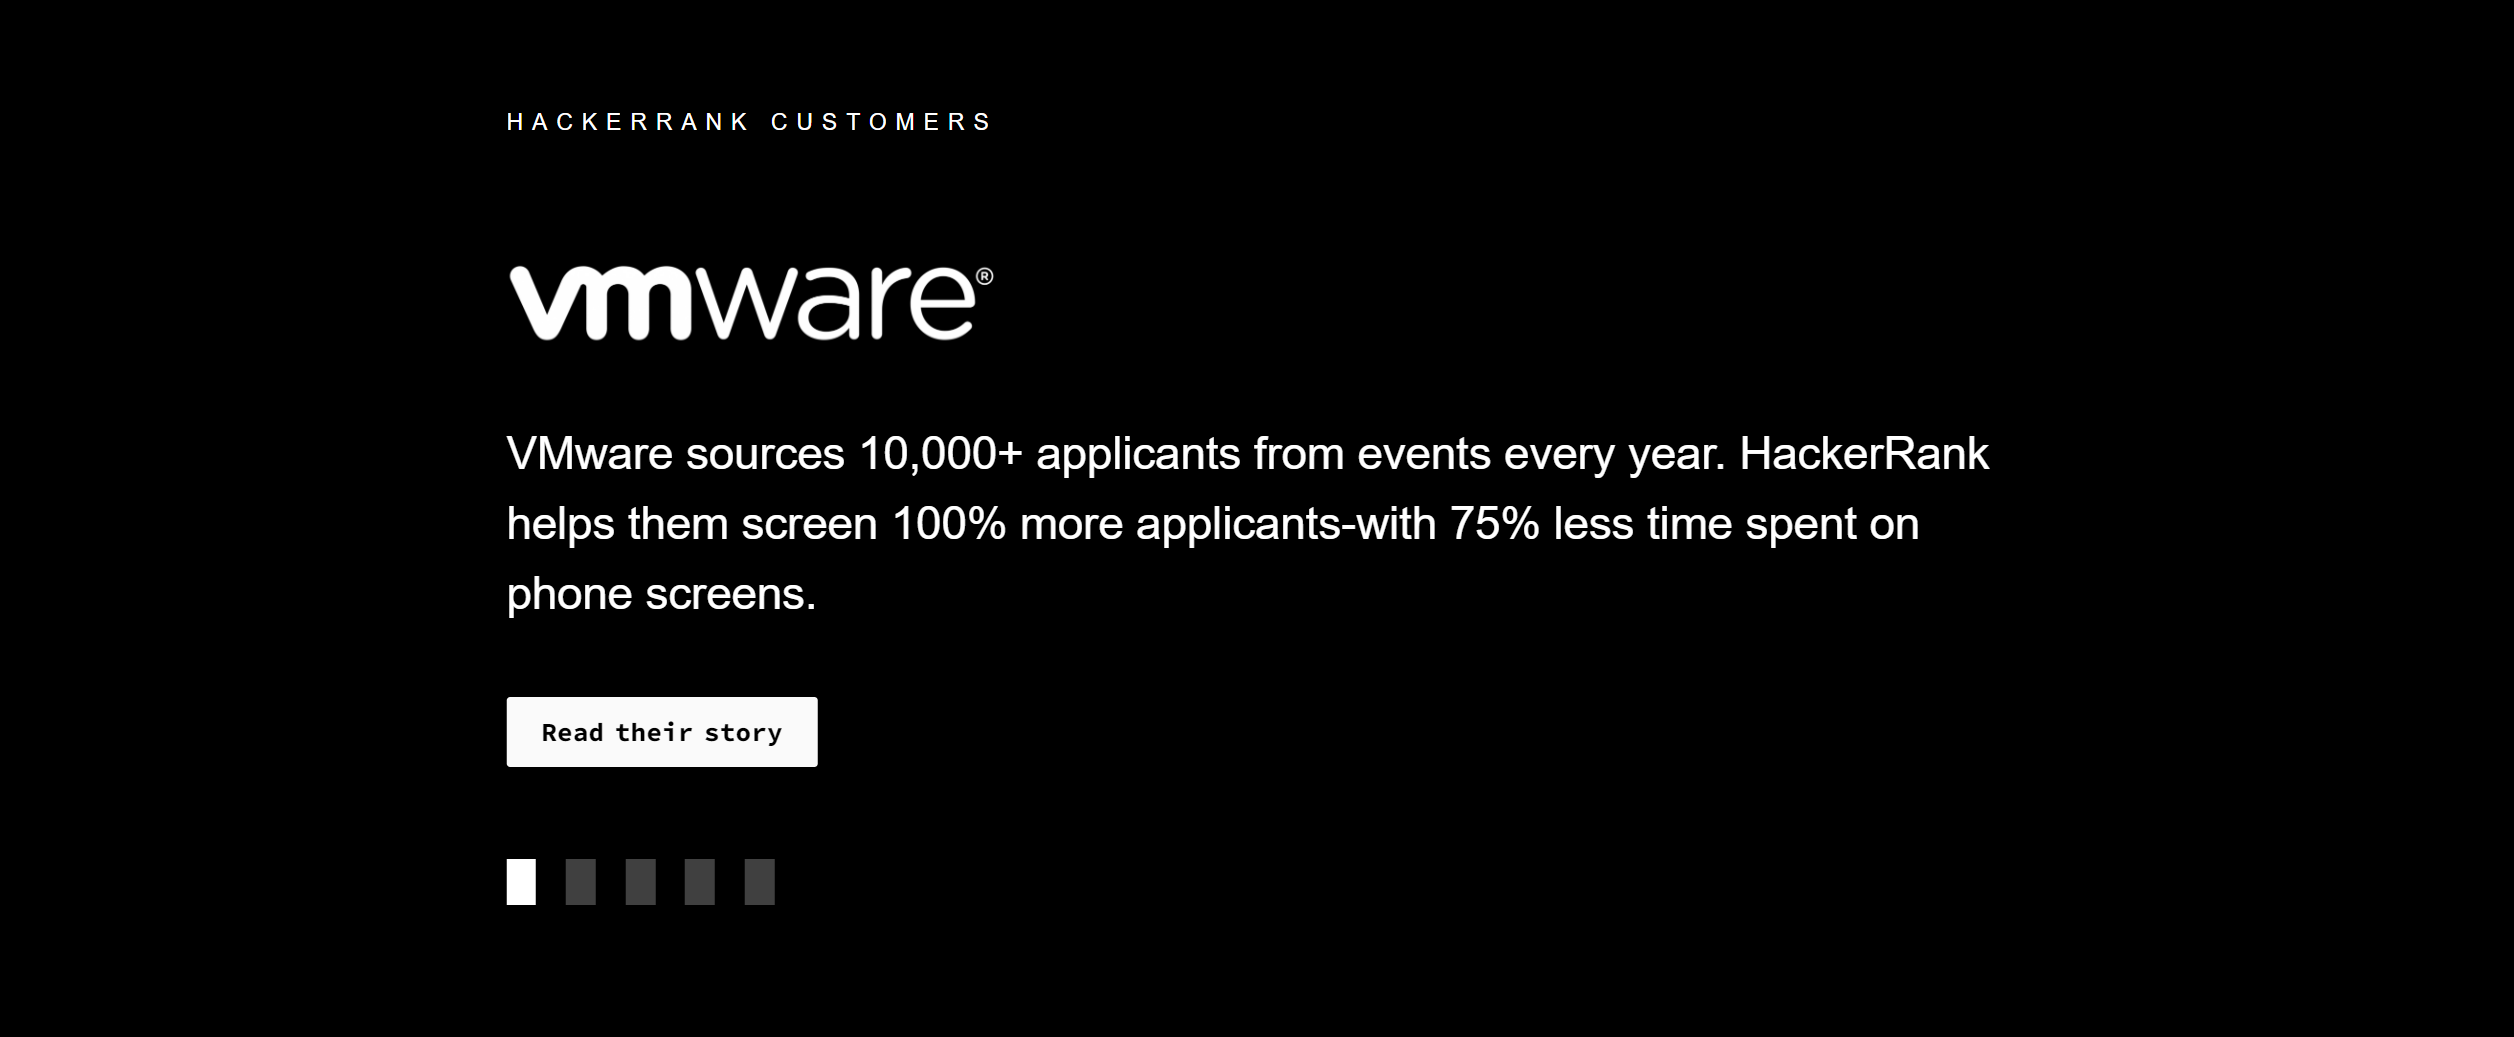 HACKERRANK CUSTOMERS
vmware®
VMware sources 10,000+ applicants from events every year. HackerRank
helps them screen 100% more applicants-with 75% less time spent on
phone screens.
Read their story